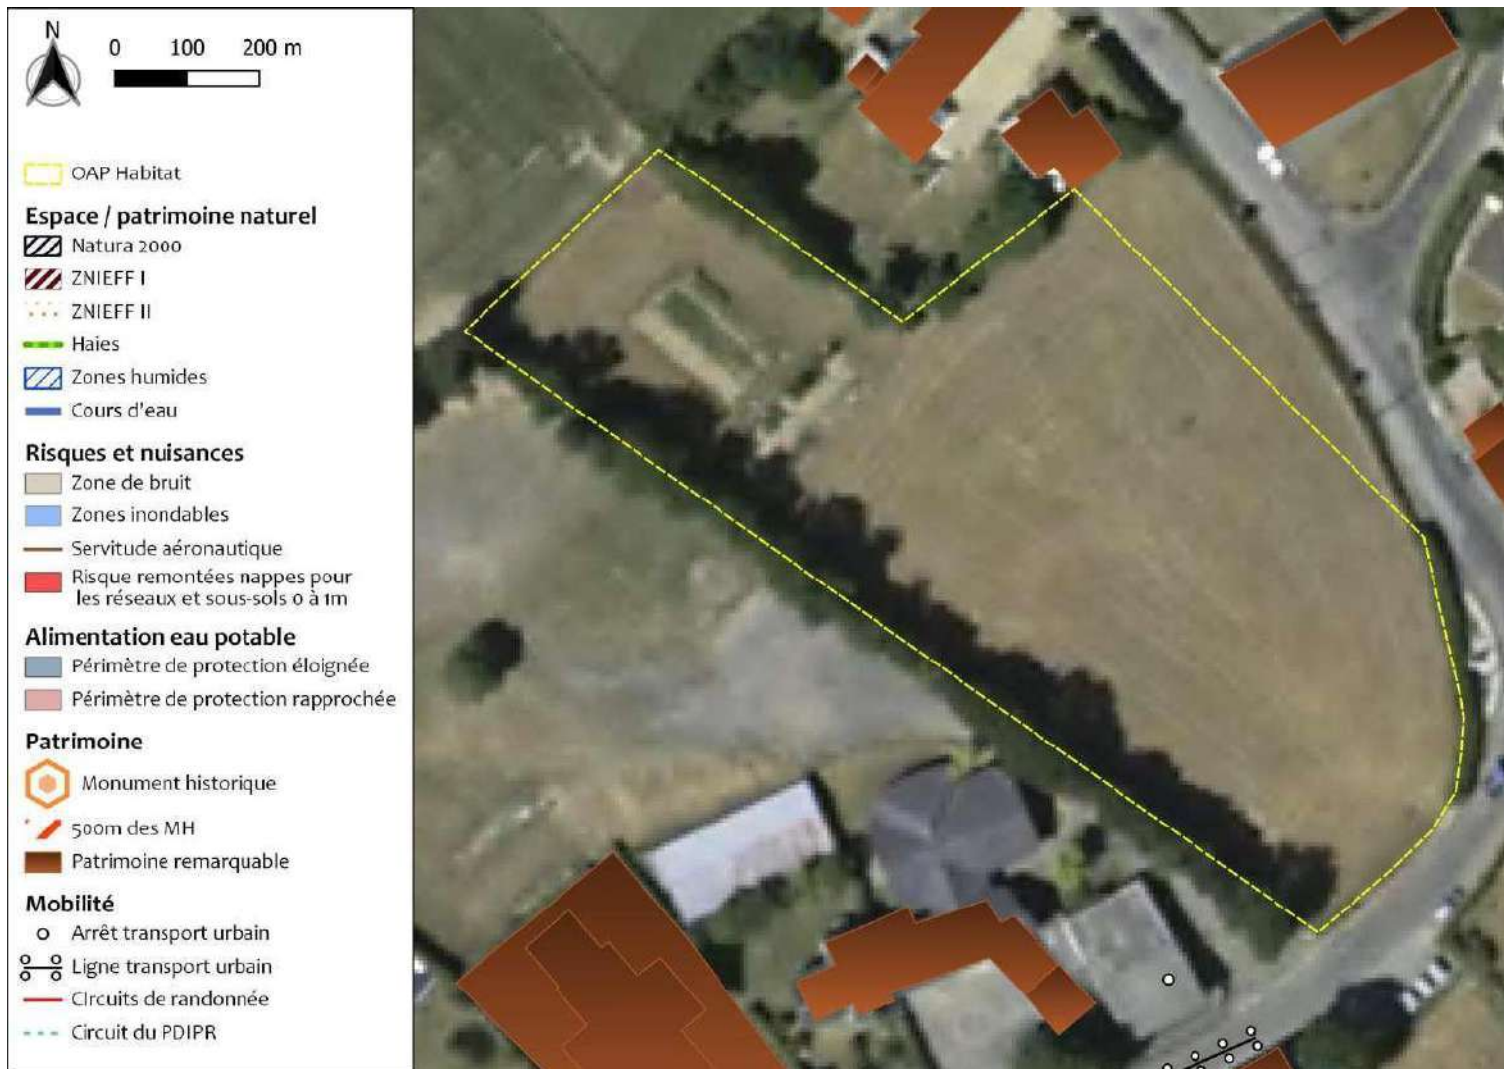 N
0 100 200 m
OAP Habitat
Espace / patrimoine naturel
Natura 2000
ZNIEFF I
ZNIEFF II
Haies
Zones humides
Cours d'eau
Risques et nuisances
Zone de bruit
Zones inondables
Servitude aéronautique
Risque remontées nappes pour
les réseaux et sous-sols 0 à 1m
Alimentation eau potable
Périmètre de protection éloignée
Périmètre de protection rapprochée
Patrimoine
Monument historique
500m des MH
Patrimoine remarquable
Mobilité
Arrêt transport urbain
Ligne transport urbain
CIrcuits de randonnée
Circuit du PDIPR